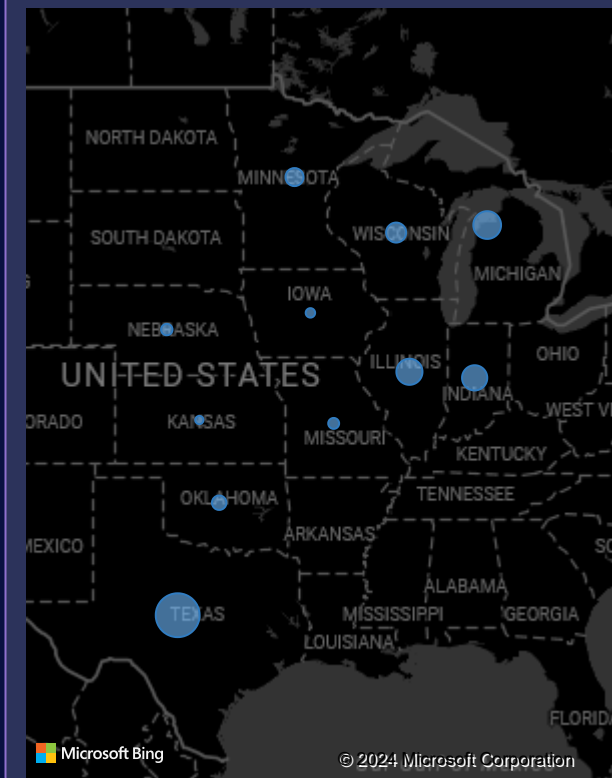 NORTH DAKOTA
MINNESOTA
SOUTH DAKOTA
WISCONSIN
MICHIGAN
IOWA
NEBRASKA
UNITED STATES
ILLINOIS
OHIO
INDIANA
ORADO
KANSAS
WEST V
MISSOURI
KENTUCKY
OKLAHOMA
TENNESSEE
ARKANSAS
MEXICO
SO
ALABAMA
TEXAS
MISSISSIPPI
GEORGIA
LOUISIANA
FLORIDA
Microsoft Bing
© 2024 Microsoft Corporation